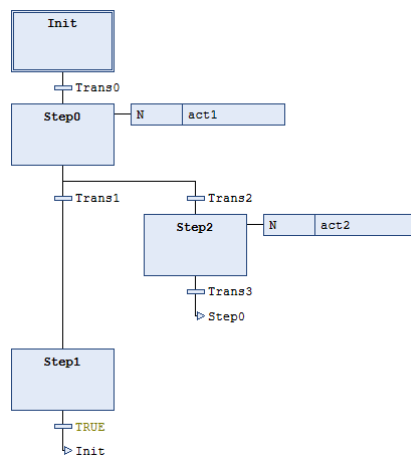 Init
Trans0
Step0
N act1
Trans1
Trans2
Step2
N act2
Trans3
Step0
Step1
TRUE
Init